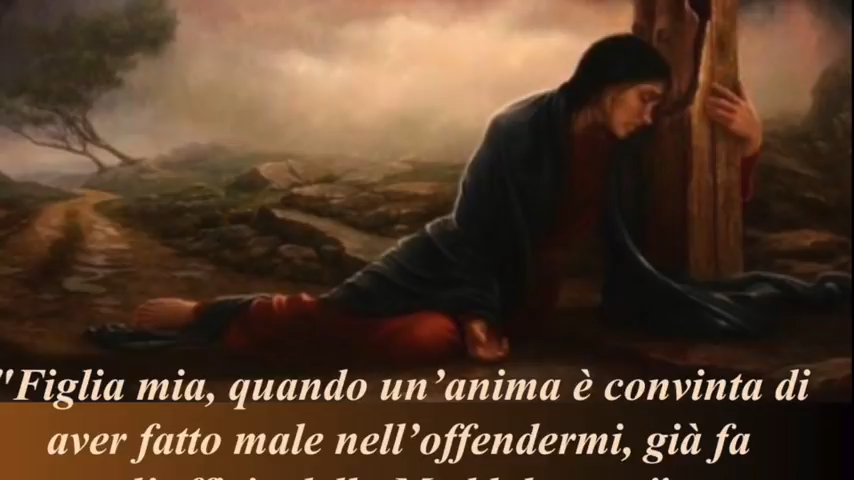 "Figlia mia, quando un’anima è convinta di
aver fatto male nell’offendermi, già fa